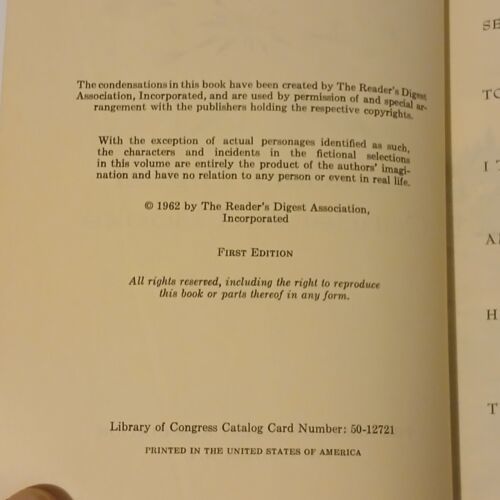 The condensations in this book have been created by The Reader's Digest
Association, Incorporated, and are used by permission of and special ar-
rangement with the publishers holding the respective copyrights.
With the exception of actual personages identified as such,
the characters and incidents in the fictional selections
in this volume are entirely the product of the authors' imagi-
nation and have no relation to any person or event in real life.
© 1962 by The Reader's Digest Association,
Incorporated
First Edition
All rights reserved, including the right to reproduce
this book or parts thereof in any form.
Library of Congress Catalog Card Number: 50-12721
PRINTED IN THE UNITED STATES OF AMERICA
SE
TO
I
H
T